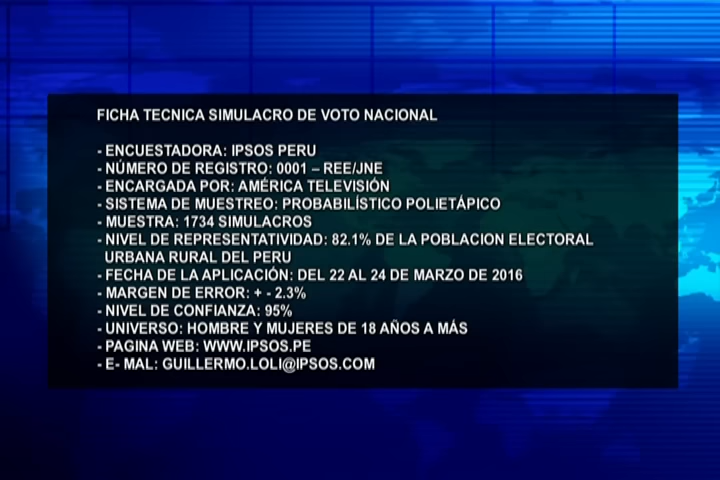 FICHA TECNICA SIMULACRO DE VOTO NACIONAL
- ENCUESTADORA: IPSOS PERU
- NÚMERO DE REGISTRO: 0001 – REE/JNE
- ENCARGADA POR: AMÉRICA TELEVISIÓN
- SISTEMA DE MUESTREO: PROBABILÍSTICO POLIETÁPICO
- MUESTRA: 1734 SIMULACROS
- NIVEL DE REPRESENTATIVIDAD: 82.1% DE LA POBLACION ELECTORAL
URBANA RURAL DEL PERU
- FECHA DE LA APLICACIÓN: DEL 22 AL 24 DE MARZO DE 2016
- MARGEN DE ERROR: + - 2.3%
- NIVEL DE CONFIANZA: 95%
- UNIVERSO: HOMBRE Y MUJERES DE 18 AÑOS A MÁS
- PAGINA WEB: WWW.IPSOS.PE
- E- MAL: GUILLERMO.LOLI@IPSOS.COM